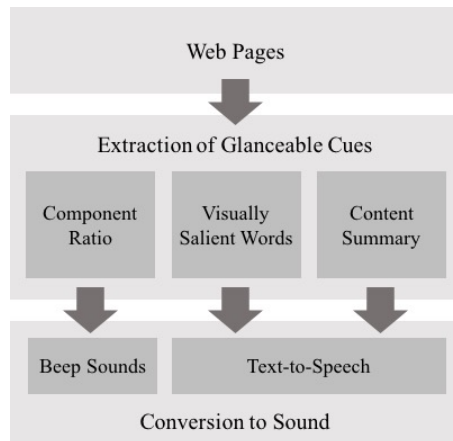 Web Pages
Extraction of Glanceable Cues
Component
Ratio
Visually
Salient Words
Content
Summary
Beep Sounds
Text-to-Speech
Conversion to Sound